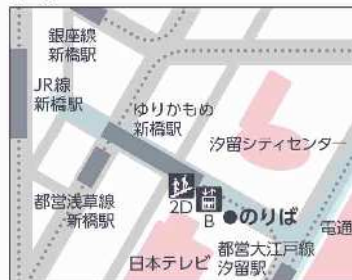 銀座線
新橋駅
JR線
新橋駅
ゆりかもめ
新橋駅
汐留シティセンター
都営浅草線
新橋駅
2D
B
●のりば
日本テレビ
都営大江戸線
汐留駅
電通